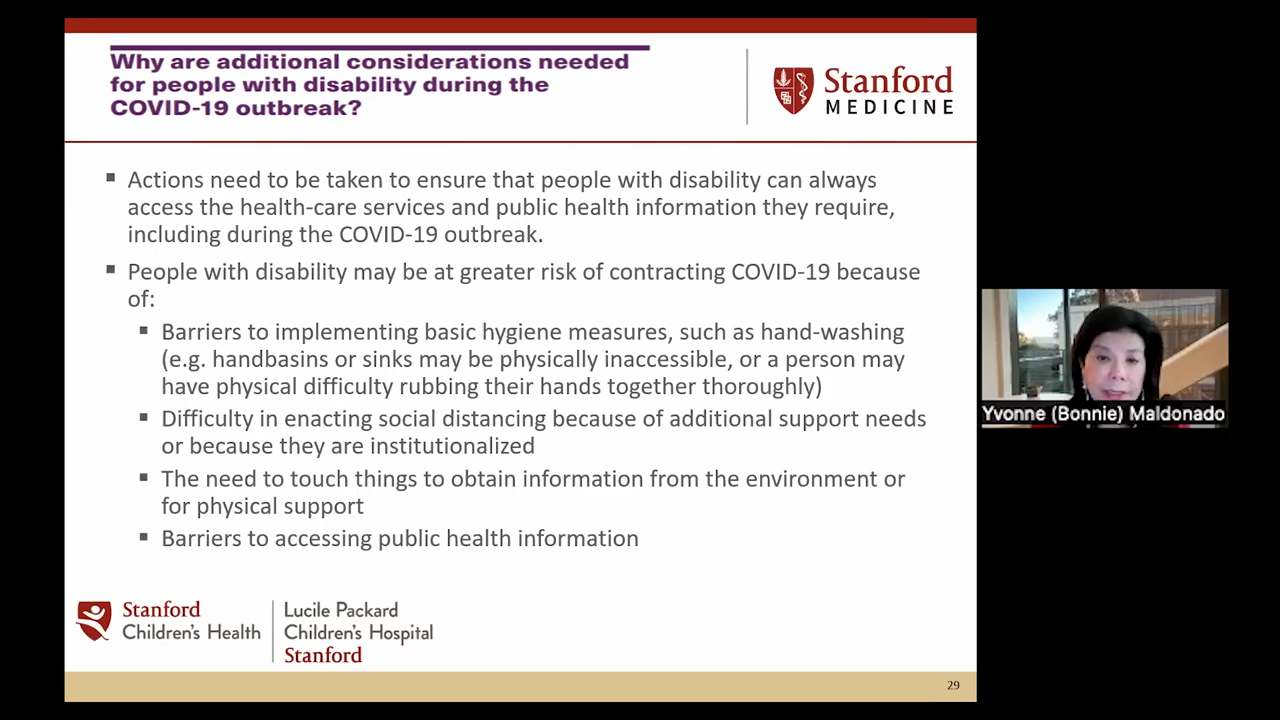 Why are additional considerations needed
for people with disability during the
COVID-19 outbreak?
Stanford
MEDICINE
▪ Actions need to be taken to ensure that people with disability can always
access the health-care services and public health information they require,
including during the COVID-19 outbreak.
▪ People with disability may be at greater risk of contracting COVID-19 because
of:
▪ Barriers to implementing basic hygiene measures, such as hand-washing
(e.g. handbasins or sinks may be physically inaccessible, or a person may
have physical difficulty rubbing their hands together thoroughly)
▪ Difficulty in enacting social distancing because of additional support needs
or because they are institutionalized
▪ The need to touch things to obtain information from the environment or
for physical support
▪ Barriers to accessing public health information
Yvonne (Bonnie) Maldonado
Stanford
Children's Health
Lucile Packard
Children's Hospital
Stanford
29